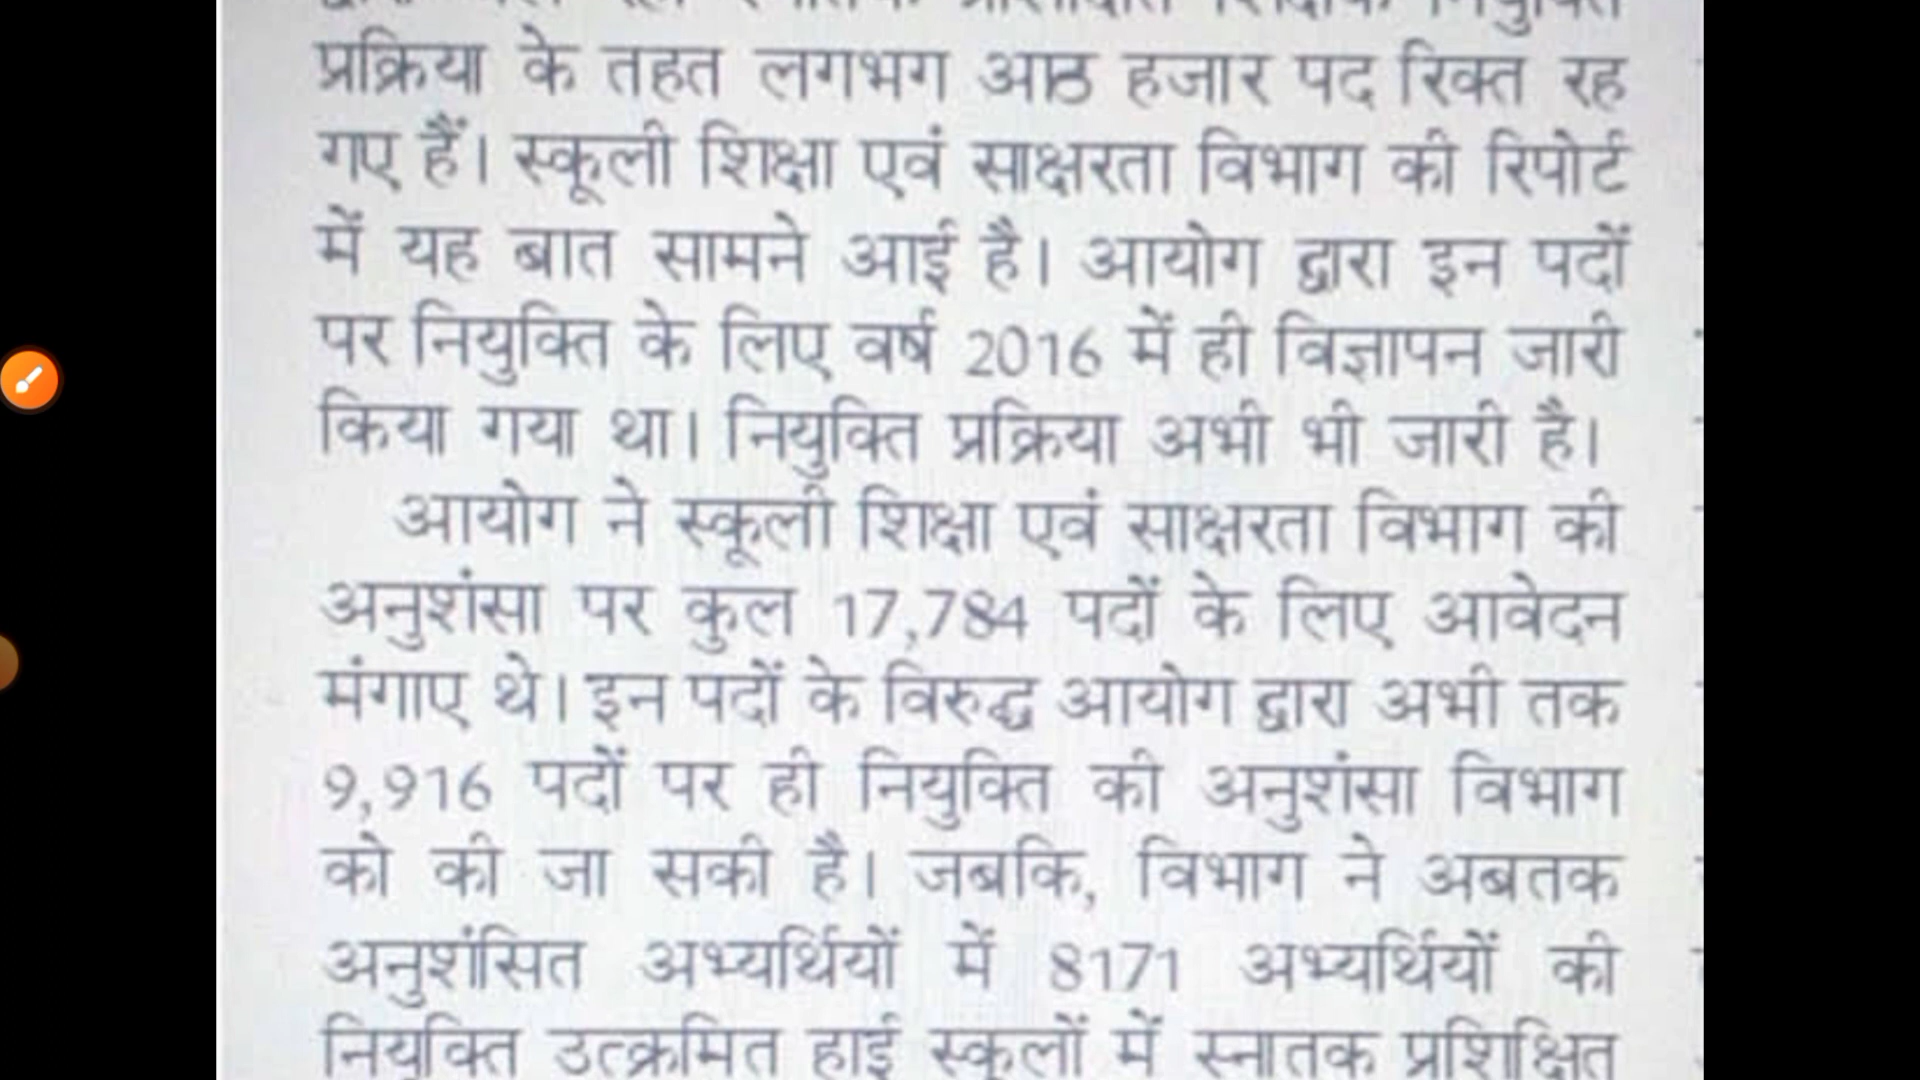 प्रक्रिया के तहत लगभग आठ हजार पद रिक्त रह
गए हैं। स्कूली शिक्षा एवं साक्षरता विभाग की रिपोर्ट
में यह बात सामने आई है। आयोग द्वारा इन पदों
पर नियुक्ति के लिए वर्ष 2016 में ही विज्ञापन जारी
किया गया था। नियुक्ति प्रक्रिया अभी भी जारी है।
आयोग ने स्कूली शिक्षा एवं साक्षरता विभाग की
अनुशंसा पर कुल 17,784 पदों के लिए आवेदन
मंगाए थे। इन पदों के विरुद्ध आयोग द्वारा अभी तक
9,916 पदों पर ही नियुक्ति की अनुशंसा विभाग
को की जा सकी है। जबकि, विभाग ने अबतक
अनुशंसित अभ्यर्थियों में 8171 अभ्यर्थियों की
नियुक्ति उत्क्रमित हाई स्कूलों में स्नातक प्रशिक्षित